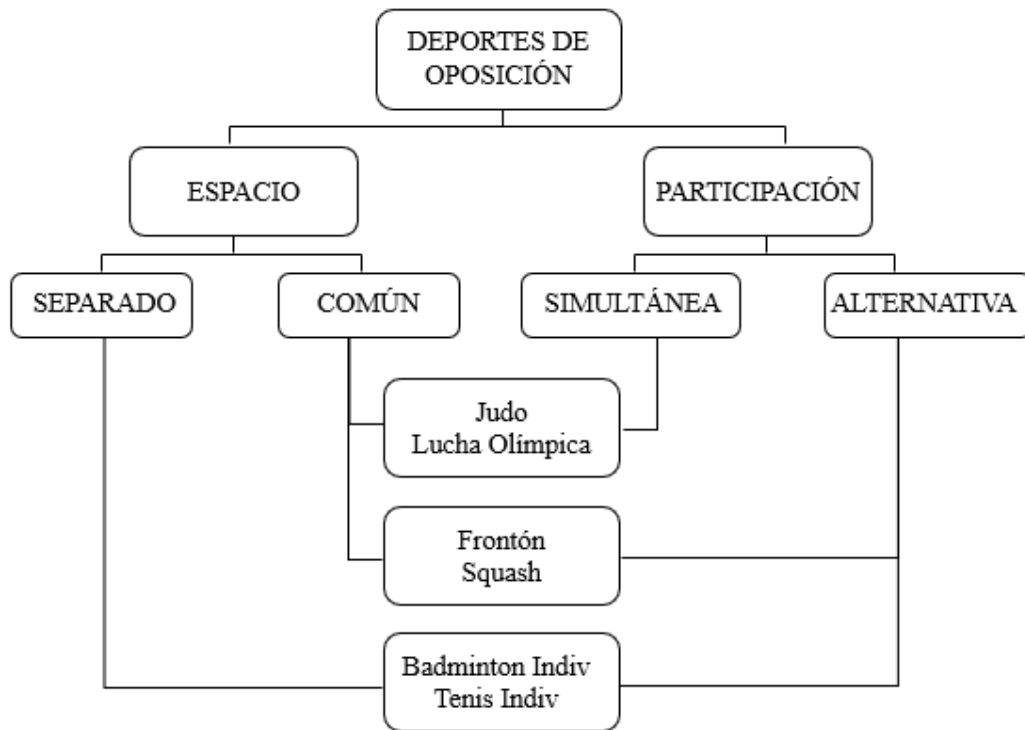 DEPORTES DE
OPOSICIÓN
ESPACIO
PARTICIPACIÓN
SEPARADO
COMÚN
SIMULTÁNEA
ALTERNATIVA
Judo
Lucha Olímpica
Frontón
Squash
Badminton Indiv
Tenis Indiv